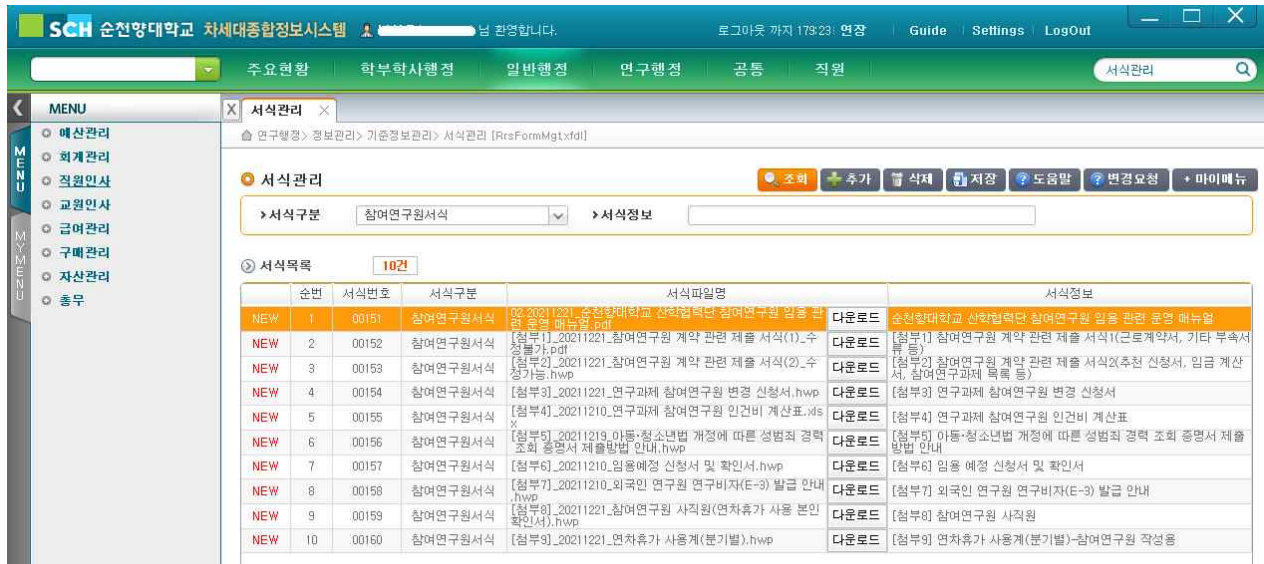 SCH 순천향대학교 차세대종합정보시스템 님 환영합니다. 로그아웃 까지 179:23: 연장 Guide Settings LogOut
주요현황 학부학사행정 일반행정 연구행정 공통 직원 서식관리
MENU
예산관리
회계관리
직원인사
교원인사
급여관리
구매관리
자산관리
총무
MENU
MYMENU
X 서식관리 ×
연구행정> 정보관리> 기준정보관리> 서식관리 [RrsFormMgt.xfdl]
서식관리 조회 추가 삭제 저장 도움말 변경요청 + 마이메뉴
>서식구분 참여연구원서식 >서식정보
서식목록 10건
순번 서식번호 서식구분 서식파일명 서식정보
NEW 1 00151 참여연구원서식 02.20211221_순천향대학교 산학협력단 참여연구원 임용 관련 운영 매뉴얼.pdf 다운로드 순천향대학교 산학협력단 참여연구원 임용 관련 운영 매뉴얼
NEW 2 00152 참여연구원서식 [첨부1]_20211221_참여연구원 계약 관련 제출 서식(1)_수정불가.pdf 다운로드 [첨부1] 참여연구원 계약 관련 제출 서식1(근로계약서, 기타 부속서류 등)
NEW 3 00153 참여연구원서식 [첨부2]_20211221_참여연구원 계약 관련 제출 서식(2)_수정가능.hwp 다운로드 [첨부2] 참여연구원 계약 관련 제출 서식2(추천 신청서, 임금 계산서, 참여연구과제 목록 등)
NEW 4 00154 참여연구원서식 [첨부3]_20211221_연구과제 참여연구원 변경 신청서.hwp 다운로드 [첨부3] 연구과제 참여연구원 변경 신청서
NEW 5 00155 참여연구원서식 [첨부4]_20211210_연구과제 참여연구원 인건비 계산표.xlsx 다운로드 [첨부4] 연구과제 참여연구원 인건비 계산표
NEW 6 00156 참여연구원서식 [첨부5]_20211219_아동•청소년법 개정에 따른 성범죄 경력 조회 증명서 제출방법 안내.hwp 다운로드 [첨부5] 아동•청소년법 개정에 따른 성범죄 경력 조회 증명서 제출방법 안내
NEW 7 00157 참여연구원서식 [첨부6]_20211210_임용예정 신청서 및 확인서.hwp 다운로드 [첨부6] 임용 예정 신청서 및 확인서
NEW 8 00158 참여연구원서식 [첨부7]_20211210_외국인 연구원 연구비자(E-3) 발급 안내.hwp 다운로드 [첨부7] 외국인 연구원 연구비자(E-3) 발급 안내
NEW 9 00159 참여연구원서식 [첨부8]_20211221_참여연구원 사직원(연차휴가 사용 본인확인서).hwp 다운로드 [첨부8] 참여연구원 사직원
NEW 10 00160 참여연구원서식 [첨부9]_20211221_연차휴가 사용계(분기별).hwp 다운로드 [첨부9] 연차휴가 사용계(분기별)-참여연구원 작성용